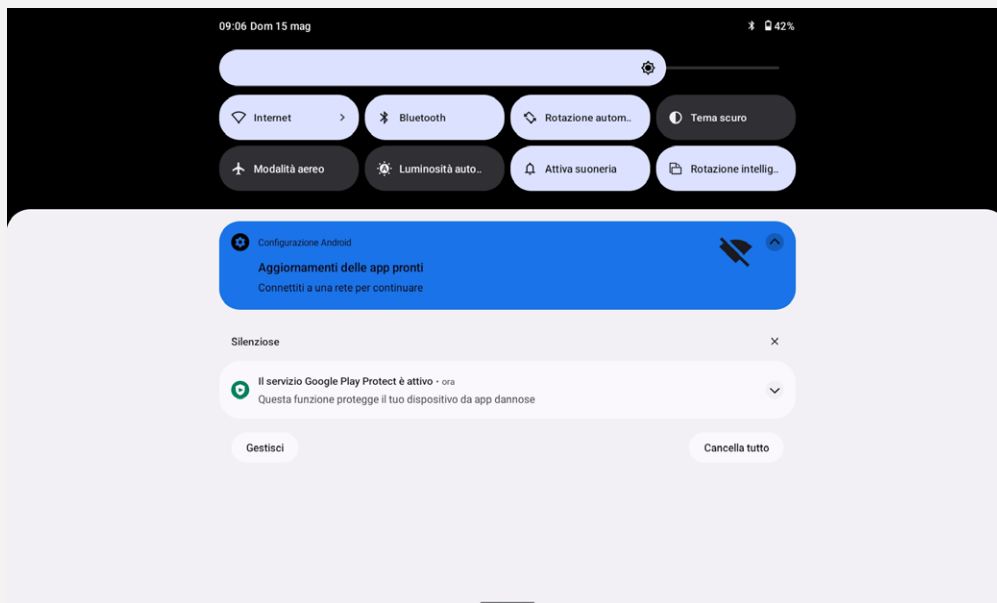 09:06 Dom 15 mag
42%
Internet
Bluetooth
Rotazione autom..
Tema scuro
Modalità aereo
Luminosità auto..
Attiva suoneria
Rotazione intellig..
Configurazione Android
Aggiornamenti delle app pronti
Connettiti a una rete per continuare
Silenziose
Il servizio Google Play Protect è attivo • ora
Questa funzione protegge il tuo dispositivo da app dannose
Gestisci
Cancella tutto